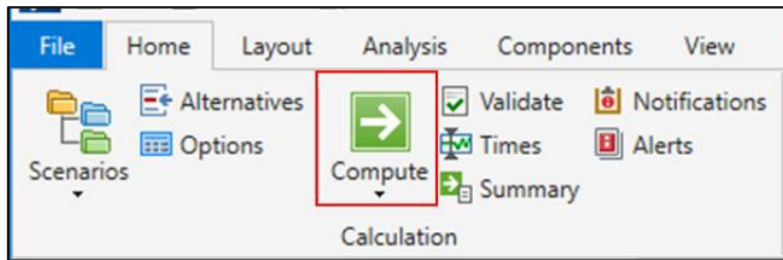 File Home Layout Analysis Components View
Alternatives Validate Notifications
Options Times Alerts
Scenarios Compute Summary
Calculation